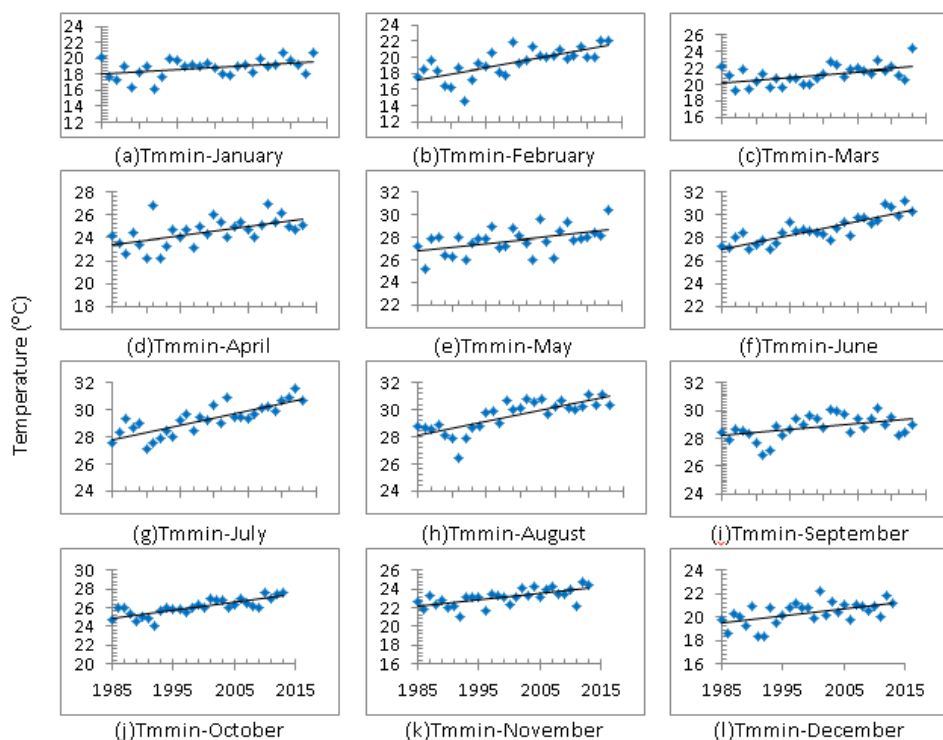 24 22 20 18 16 14 12
24 22 20 18 16 14 12
26 24 22 20 18 16
(a)Tmmin-January
(b)Tmmin-February
(c)Tmmin-Mars
28 26 24 22 20 18
32 30 28 26 24 22
32 30 28 26 24 22
(d)Tmmin-April
(e)Tmmin-May
(f)Tmmin-June
Temperature (°C)
32 30 28 26 24
32 30 28 26 24
32 30 28 26 24
(g)Tmmin-July
(h)Tmmin-August
(i)Tmmin-September
30 28 26 24 22 20
28 26 24 22 20 18 16
24 22 20 18 16
1985 1995 2005 2015
1985 1995 2005 2015
1985 1995 2005 2015
(j)Tmmin-October
(k)Tmmin-November
(l)Tmmin-December